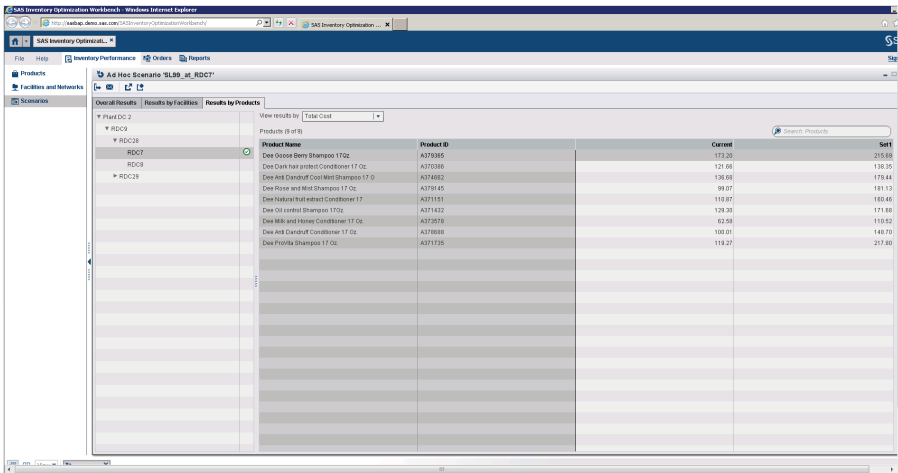 SAS Inventory Optimization Workbench - Windows Internet Explorer
http://sasbap.demo.sas.com/SASInventoryOptimizationWorkbench/
SAS Inventory Optimization ...
SAS Inventory Optimizati...
File Help Inventory Performance Orders Reports
Products
Facilities and Networks
Scenarios
Ad Hoc Scenario 'SL99_at_RDC7'
Overall Results Results by Facilities Results by Products
Plant DC 2
RDC9
RDC28
RDC7
RDC8
RDC29
View results by Total Cost
Products (9 of 9) Search: Products
Product Name Product ID Current Set1
Dee Goose Berry Shampoo 17Oz. A379385 173.20 215.69
Dee Dark hair protect Conditioner 17 Oz. A370386 121.66 138.35
Dee Anti Dandruff Cool Mint Shampoo 17 O A374082 136.68 179.44
Dee Rose and Mist Shampoo 17 Oz. A379145 99.07 181.13
Dee Natural fruit extract Conditioner 17 A371151 110.87 160.46
Dee Oil control Shampoo 17Oz. A371432 128.30 171.68
Dee Milk and Honey Conditioner 17 Oz. A373578 62.58 110.52
Dee Anti Dandruff Conditioner 17 Oz. A378688 100.01 148.70
Dee ProVita Shampoo 17 Oz. A371735 119.27 217.80